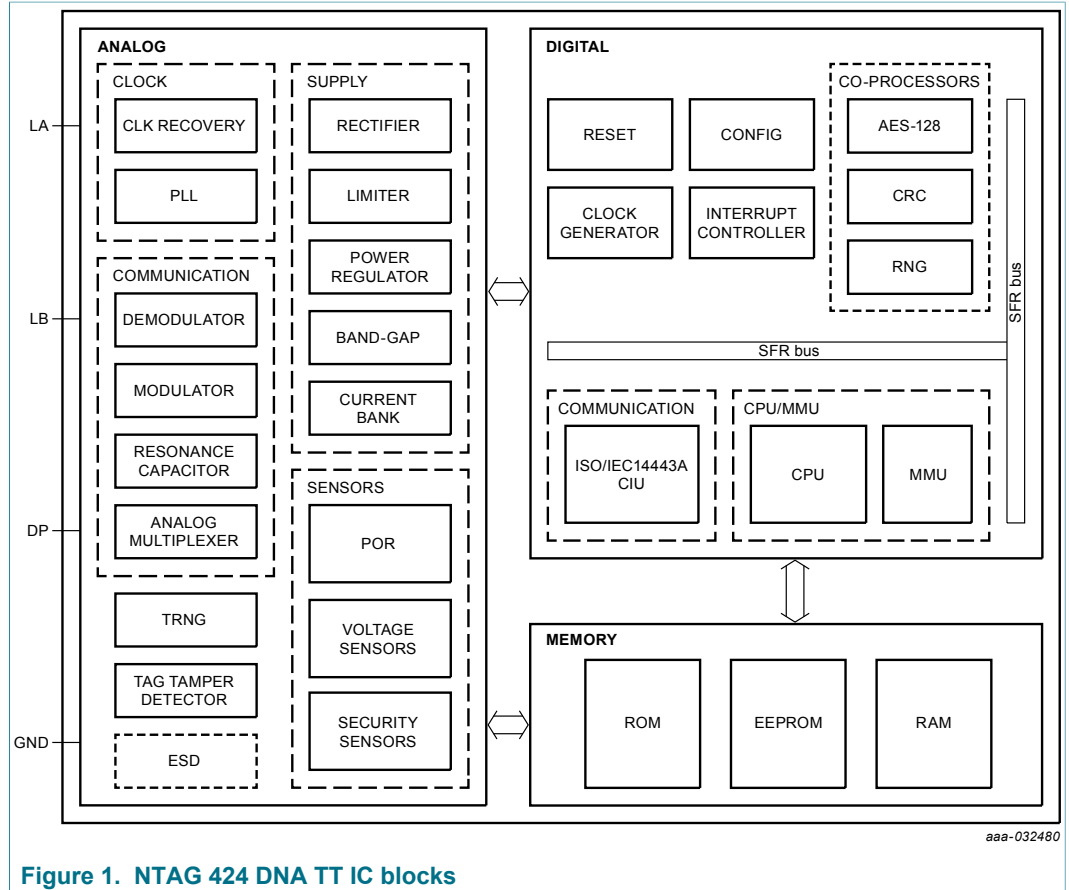 ANALOG
CLOCK
CLK RECOVERY
PLL
COMMUNICATION
DEMODULATOR
MODULATOR
RESONANCE
CAPACITOR
ANALOG
MULTIPLEXER
TRNG
TAG TAMPER
DETECTOR
ESD
SUPPLY
RECTIFIER
LIMITER
POWER
REGULATOR
BAND-GAP
CURRENT
BANK
SENSORS
POR
VOLTAGE
SENSORS
SECURITY
SENSORS
LA
LB
DP
GND
DIGITAL
RESET
CONFIG
CLOCK
GENERATOR
INTERRUPT
CONTROLLER
CO-PROCESSORS
AES-128
CRC
RNG
SFR bus
SFR bus
COMMUNICATION
ISO/IEC14443A
CIU
CPU/MMU
CPU
MMU
MEMORY
ROM
EEPROM
RAM
aaa-032480
Figure 1. NTAG 424 DNA TT IC blocks